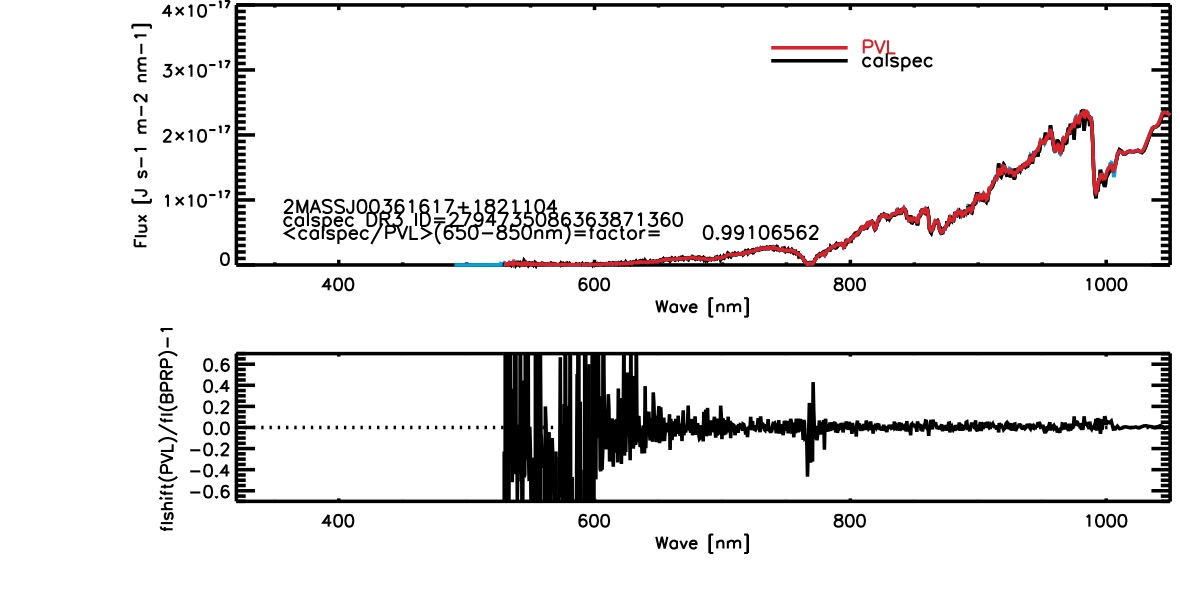 4×10⁻¹⁷
3×10⁻¹⁷
2×10⁻¹⁷
1×10⁻¹⁷
0
Flux [J s−1 m−2 nm−1]
PVL
calspec
2MASSJ00361617+1821104
calspec DR3 ID=2794735086363871360
<calspec/PVL>(650−850nm)=factor= 0.99106562
400 600 800 1000
Wave [nm]
0.6
0.4
0.2
0.0
−0.2
−0.4
−0.6
flshift(PVL)/fl(BPRP)−1
400 600 800 1000
Wave [nm]